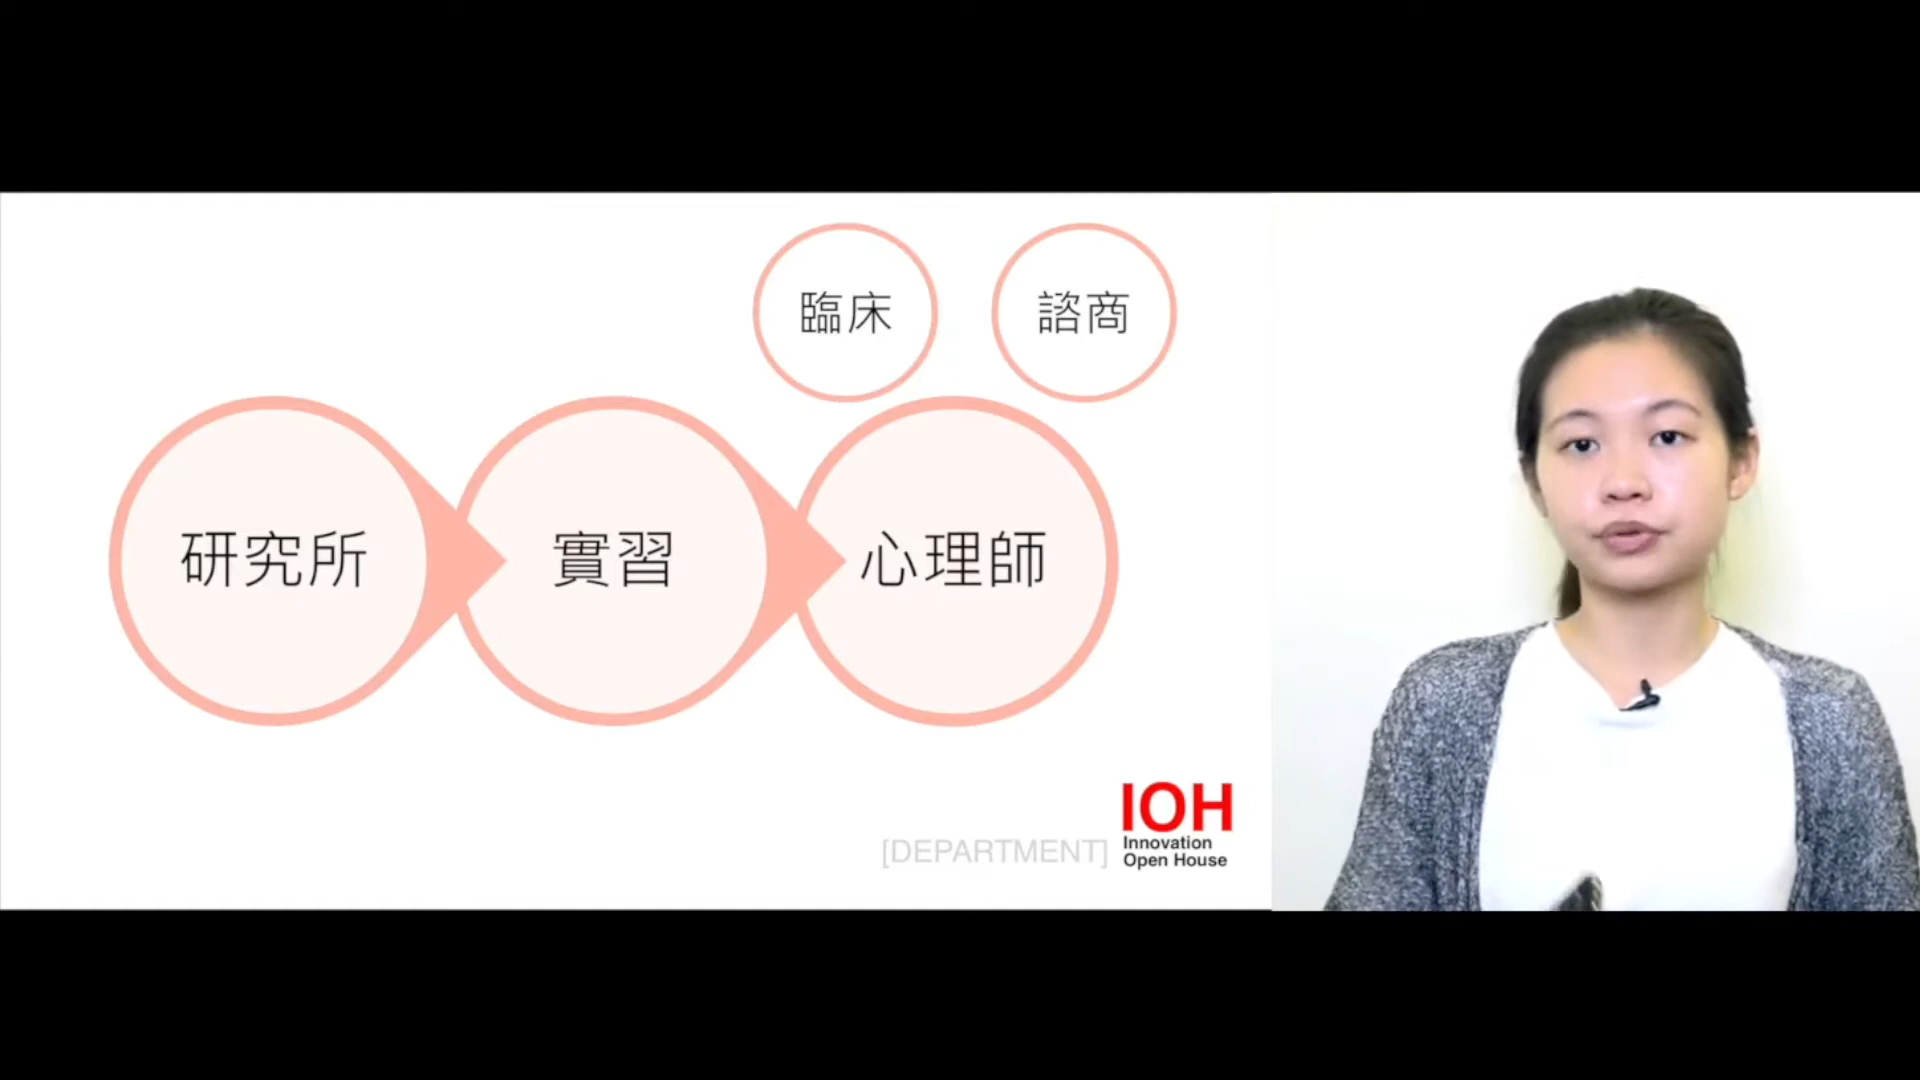 臨床
諮商
研究所
實習
心理師
[DEPARTMENT]
IOH
Innovation
Open House